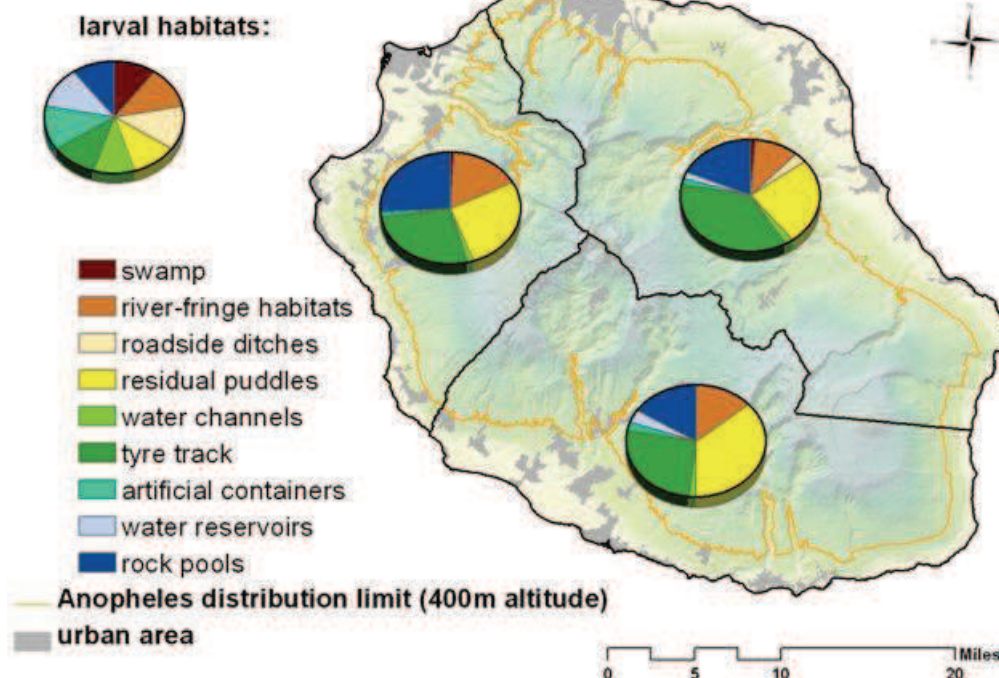 larval habitats:
swamp
river-fringe habitats
roadside ditches
residual puddles
water channels
tyre track
artificial containers
water reservoirs
rock pools
Anopheles distribution limit (400m altitude)
urban area
Miles
0 5 10 20